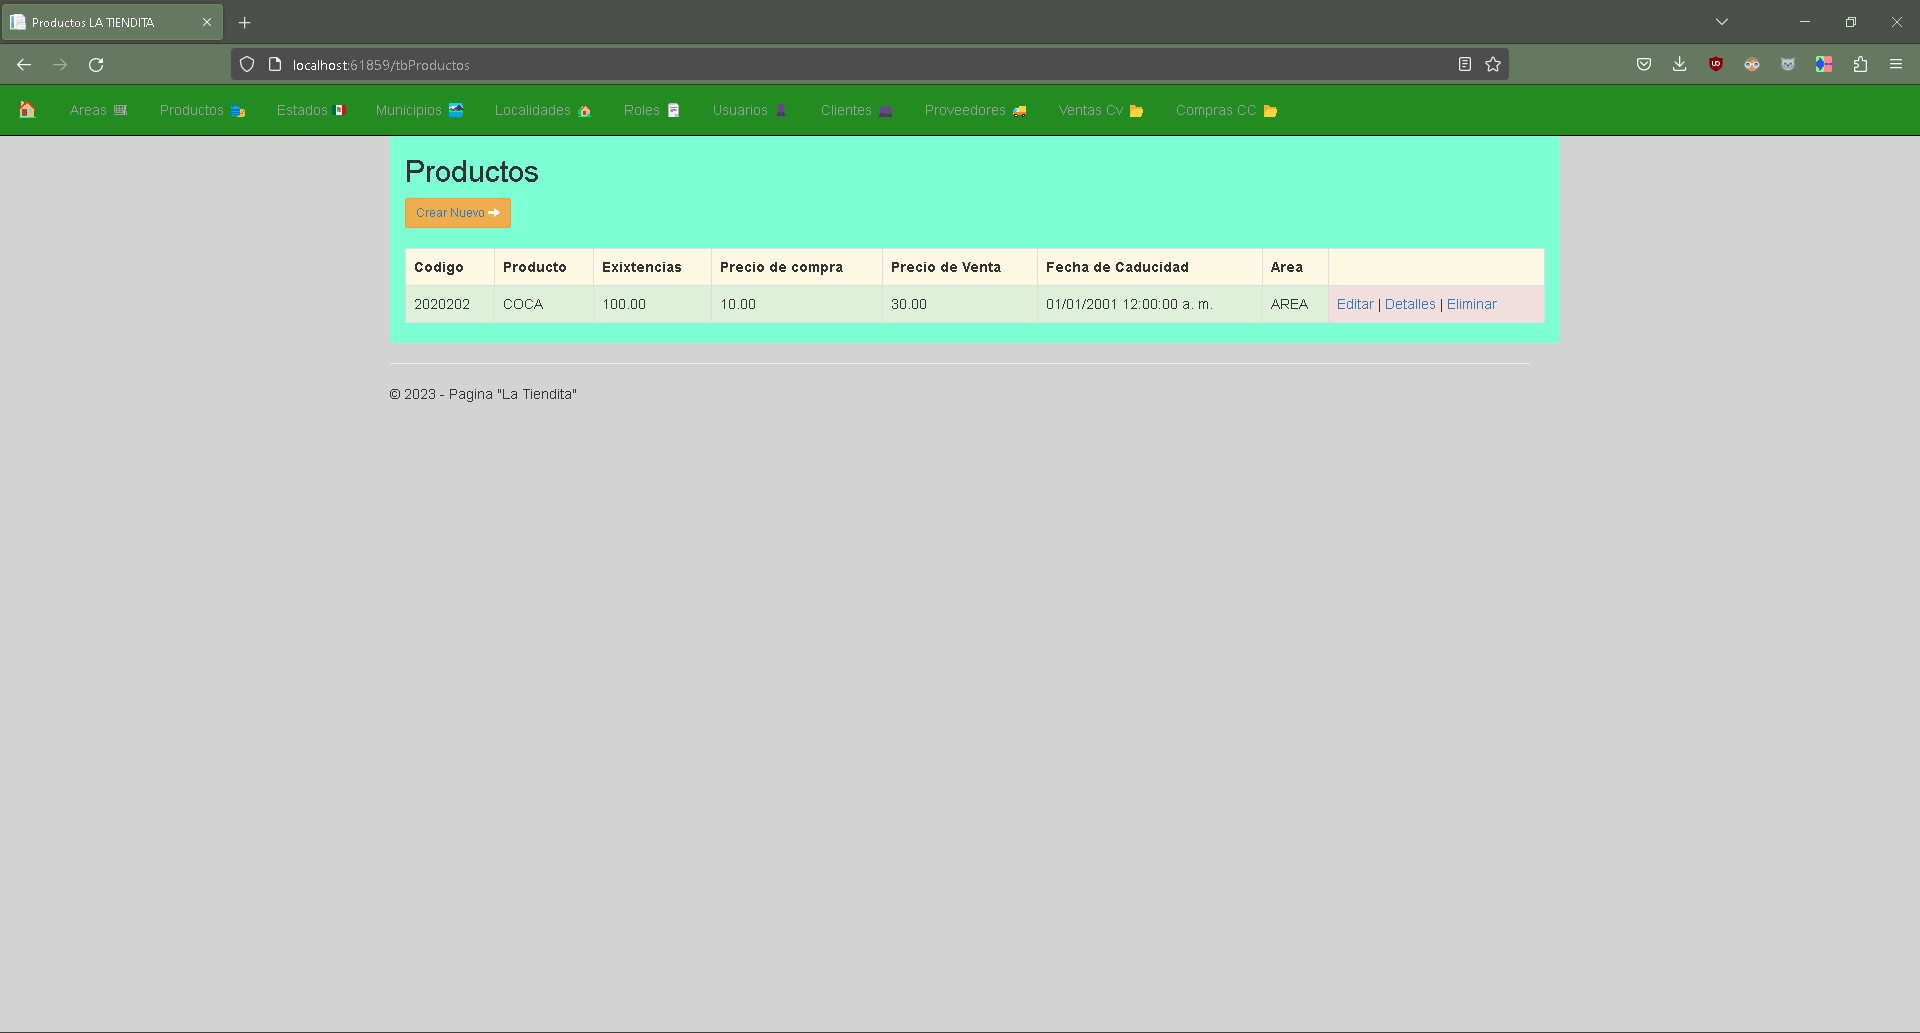 Productos LA TIENDITA
localhost:61859/tbProductos
Areas Productos Estados Municipios Localidades Roles Usuarios Clientes Proveedores Ventas CV Compras CC
Productos
Crear Nuevo
Codigo Producto Exixtencias Precio de compra Precio de Venta Fecha de Caducidad Area
2020202 COCA 100.00 10.00 30.00 01/01/2001 12:00:00 a. m. AREA Editar | Detalles | Eliminar
© 2023 - Pagina "La Tiendita"